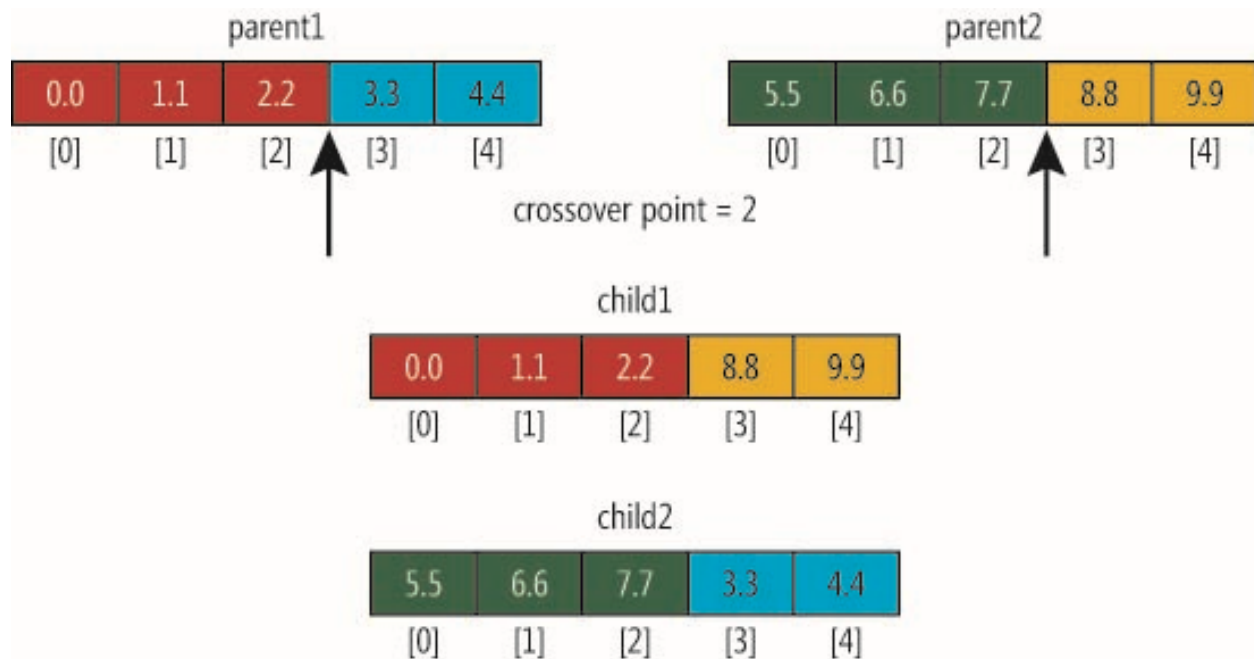 parent1 parent2
0.0 1.1 2.2 3.3 4.4 5.5 6.6 7.7 8.8 9.9
[0] [1] [2] [3] [4] [0] [1] [2] [3] [4]
crossover point = 2
child1
0.0 1.1 2.2 8.8 9.9
[0] [1] [2] [3] [4]
child2
5.5 6.6 7.7 3.3 4.4
[0] [1] [2] [3] [4]